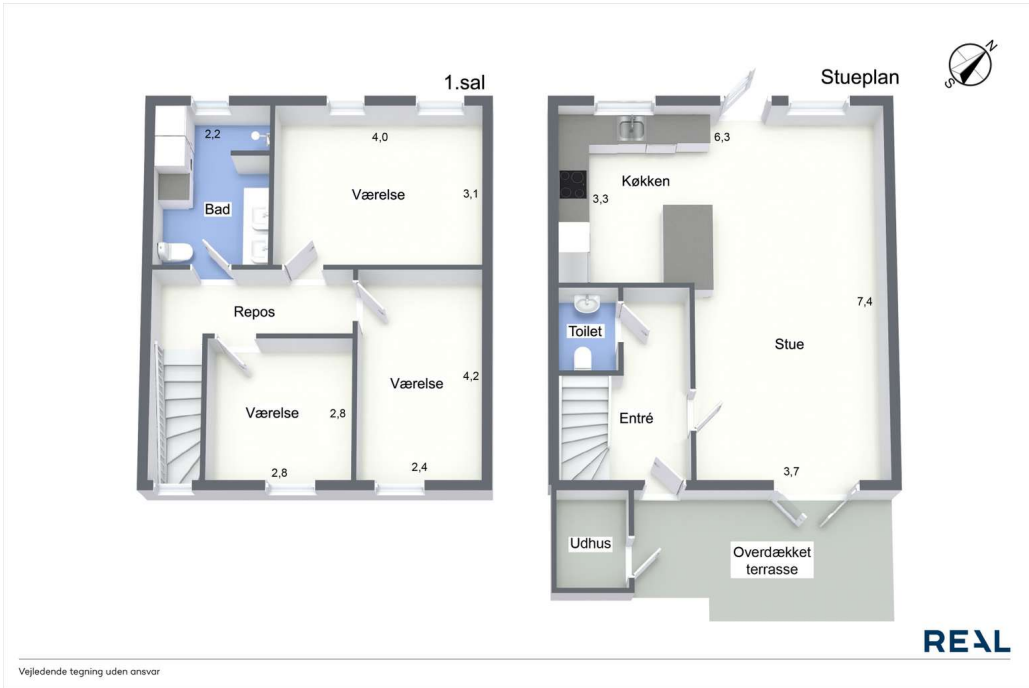 1.sal
Stueplan
N
S
2,2
4,0
Værelse
3,1
Bad
Repos
Værelse
2,8
2,8
Værelse
4,2
2,4
6,3
Køkken
3,3
7,4
Toilet
Stue
Entré
3,7
Udhus
Overdækket
terrasse
REAL
Vejledende tegning uden ansvar